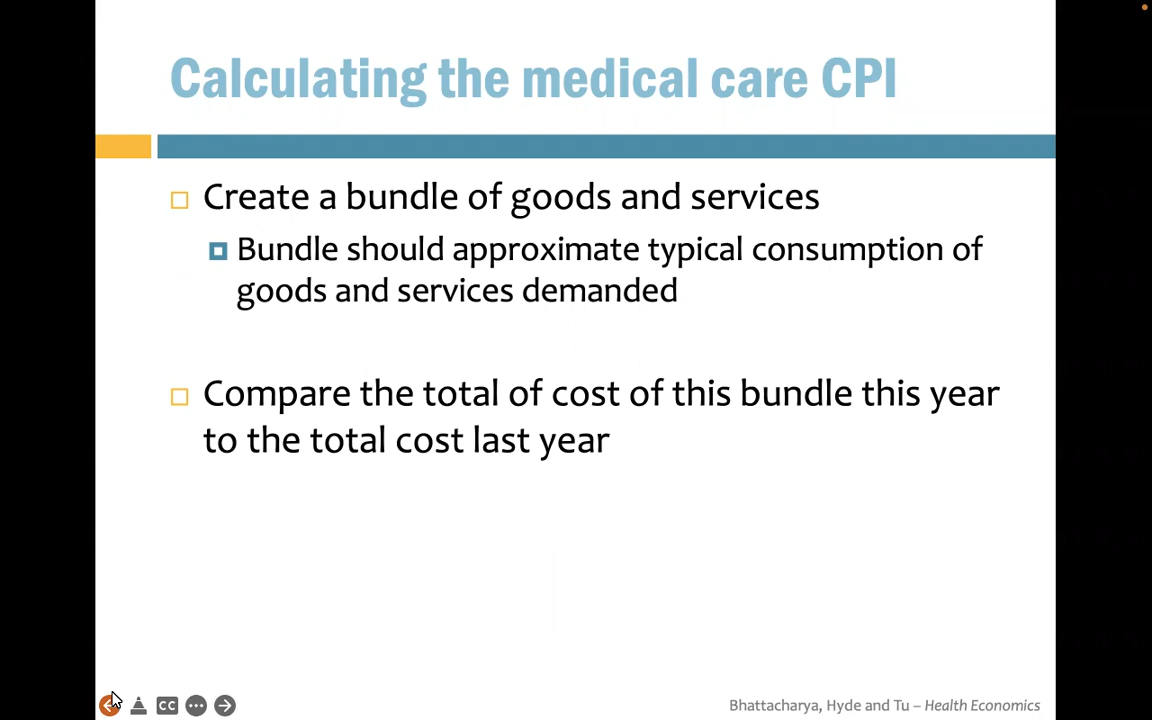 Calculating the medical care CPI
Create a bundle of goods and services
Bundle should approximate typical consumption of
goods and services demanded
Compare the total of cost of this bundle this year
to the total cost last year
CC
Bhattacharya, Hyde and Tu – Health Economics